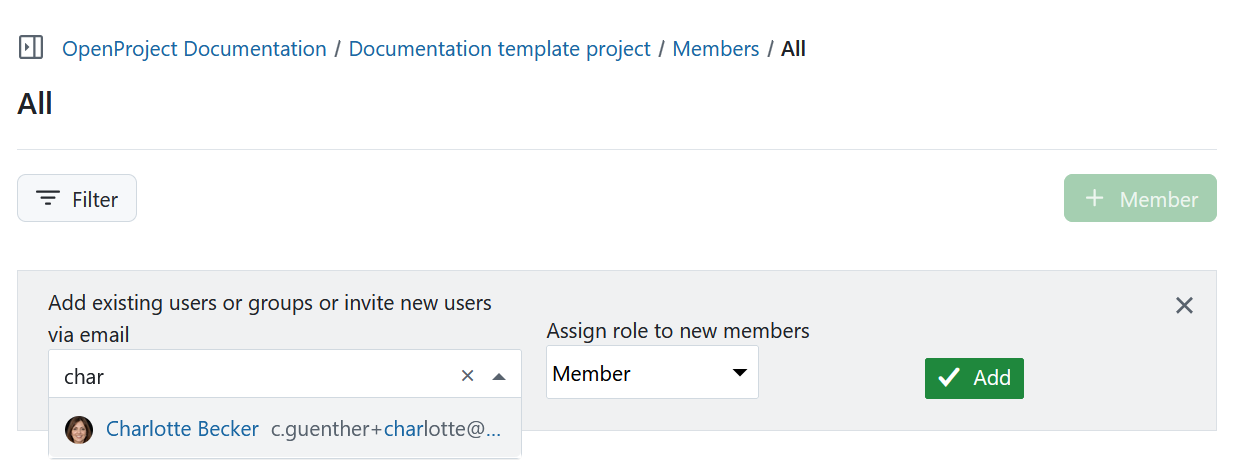 OpenProject Documentation / Documentation template project / Members / All
All
Filter
+ Member
Add existing users or groups or invite new users
via email
Assign role to new members
char
Member
Add
Charlotte Becker c.guenther+charlotte@...